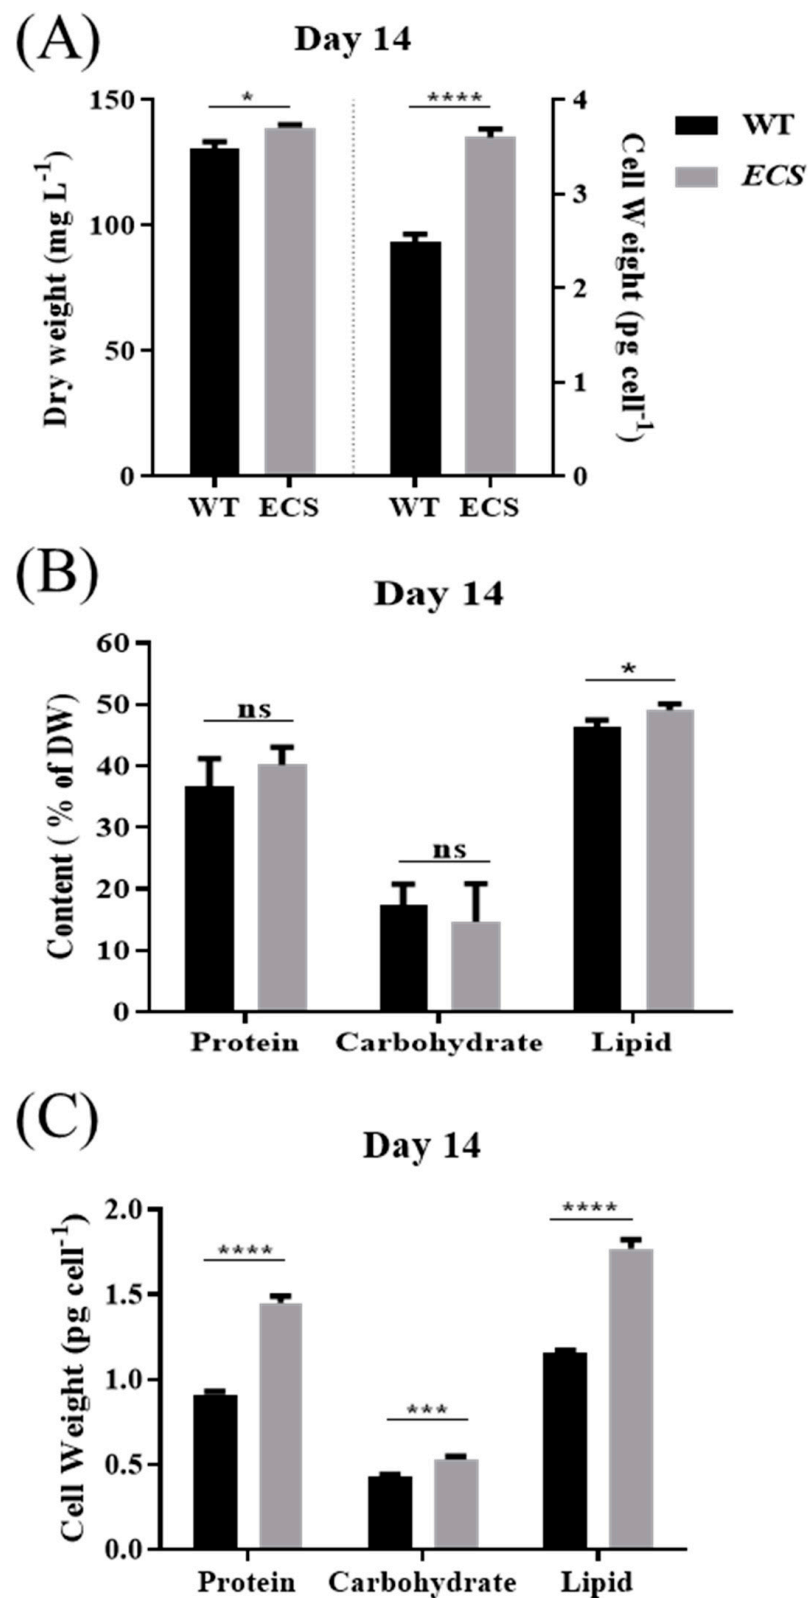 (A)
Day 14
Dry weight (mg L-1)
150
100
50
0
*
****
4
3
2
1
0
Cell Weight (pg cell-1)
WT
ECS
WT ECS WT ECS
(B)
Day 14
Content ( % of DW)
60
50
40
30
20
10
0
ns
ns
*
Protein Carbohydrate Lipid
(C)
Day 14
Cell Weight (pg cell-1)
2.0
1.5
1.0
0.5
0.0
****
***
****
Protein Carbohydrate Lipid